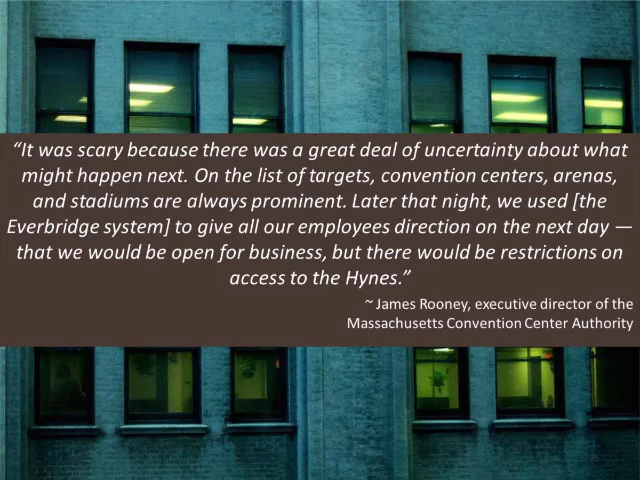 “It was scary because there was a great deal of uncertainty about what
might happen next. On the list of targets, convention centers, arenas,
and stadiums are always prominent. Later that night, we used [the
Everbridge system] to give all our employees direction on the next day —
that we would be open for business, but there would be restrictions on
access to the Hynes.”
~ James Rooney, executive director of the
Massachusetts Convention Center Authority